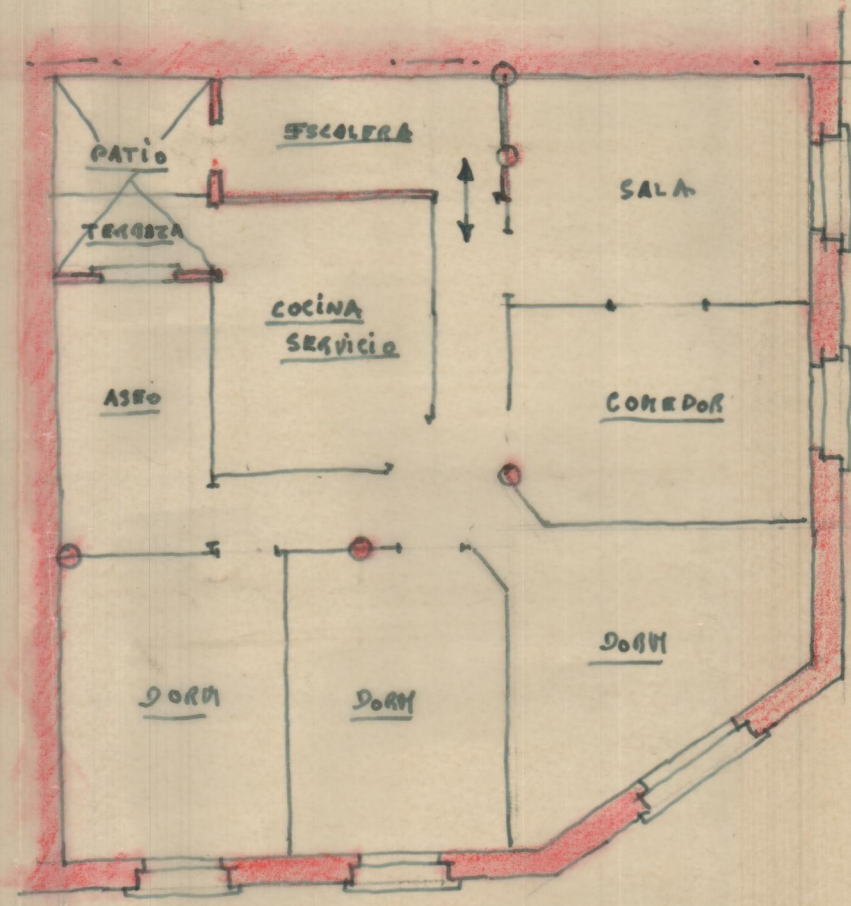 ESCALERA
PATIO
SALA
TERRAZA
COCINA
SERVICIO
ASEO
COMEDOR
DORM
DORM
DORM